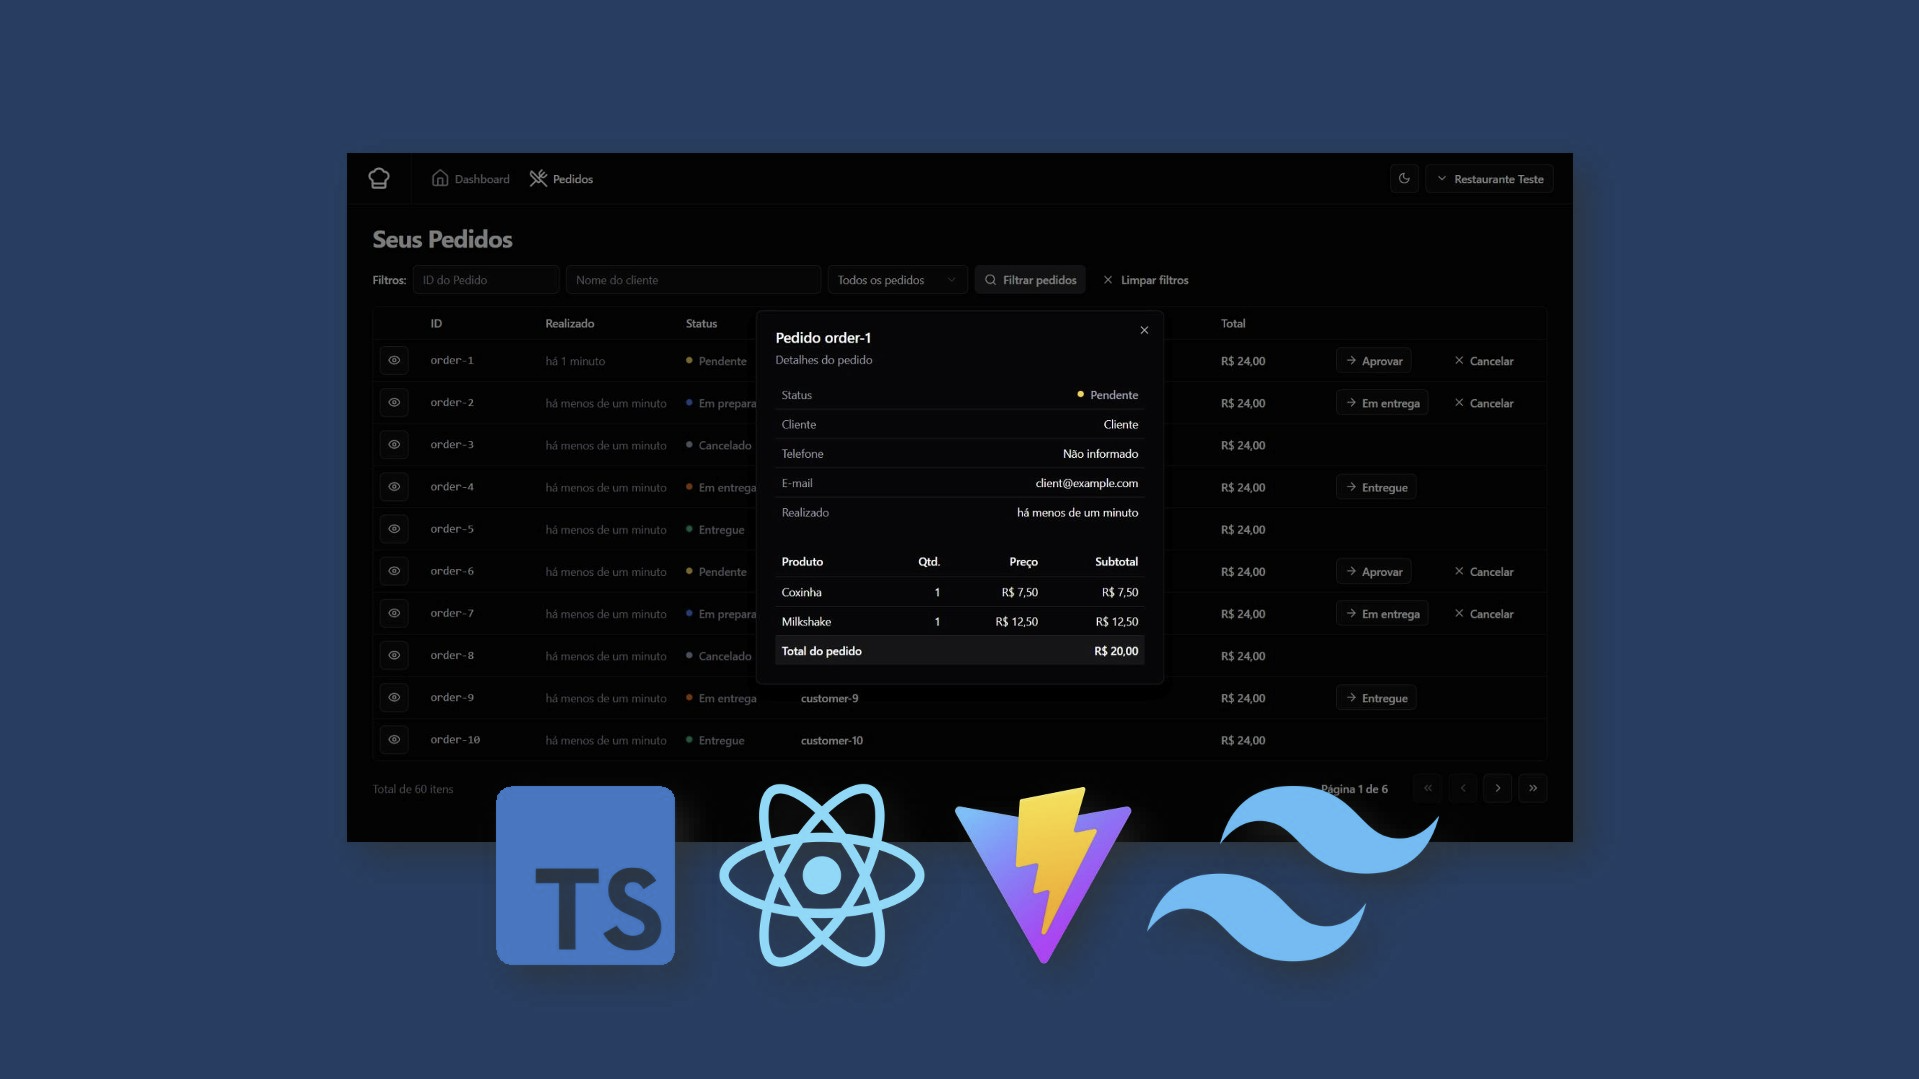 Dashboard Pedidos Restaurante Teste
Seus Pedidos
Filtros: ID do Pedido Nome do cliente Todos os pedidos Filtrar pedidos Limpar filtros
ID Realizado Status Total
order-1 há 1 minuto Pendente R$ 24,00 Aprovar Cancelar
order-2 há menos de um minuto Em prepara R$ 24,00 Em entrega Cancelar
order-3 há menos de um minuto Cancelado R$ 24,00
order-4 há menos de um minuto Em entrega R$ 24,00 Entregue
order-5 há menos de um minuto Entregue R$ 24,00
order-6 há menos de um minuto Pendente R$ 24,00 Aprovar Cancelar
order-7 há menos de um minuto Em prepara R$ 24,00 Em entrega Cancelar
order-8 há menos de um minuto Cancelado R$ 24,00
order-9 há menos de um minuto Em entrega customer-9 R$ 24,00 Entregue
order-10 há menos de um minuto Entregue customer-10 R$ 24,00
Total de 60 itens Página 1 de 6
Pedido order-1
Detalhes do pedido
Status Pendente
Cliente Cliente
Telefone Não informado
E-mail client@example.com
Realizado há menos de um minuto
Produto Qtd. Preço Subtotal
Coxinha 1 R$ 7,50 R$ 7,50
Milkshake 1 R$ 12,50 R$ 12,50
Total do pedido R$ 20,00
TS